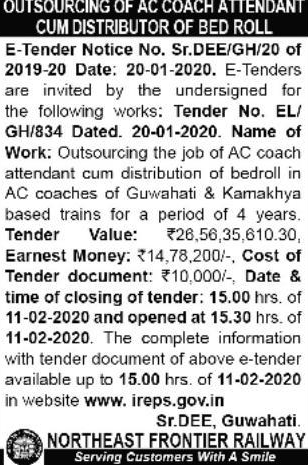 OUTSOURCING OF AC COACH ATTENDANT
CUM DISTRIBUTOR OF BED ROLL
E-Tender Notice No. Sr.DEE/GH/20 of
2019-20 Date: 20-01-2020. E-Tenders
are invited by the undersigned for
the following works: Tender No. EL/
GH/834 Dated. 20-01-2020. Name of
Work: Outsourcing the job of AC coach
attendant cum distribution of bedroll in
AC coaches of Guwahati & Kamakhya
based trains for a period of 4 years.
Tender Value: ₹26,56,35,610.30,
Earnest Money: ₹14,78,200/-, Cost of
Tender document: ₹10,000/-, Date &
time of closing of tender: 15.00 hrs. of
11-02-2020 and opened at 15.30 hrs. of
11-02-2020. The complete information
with tender document of above e-tender
available up to 15.00 hrs. of 11-02-2020
in website www. ireps.gov.in
Sr.DEE, Guwahati.
NORTHEAST FRONTIER RAILWAY
Serving Customers With A Smile